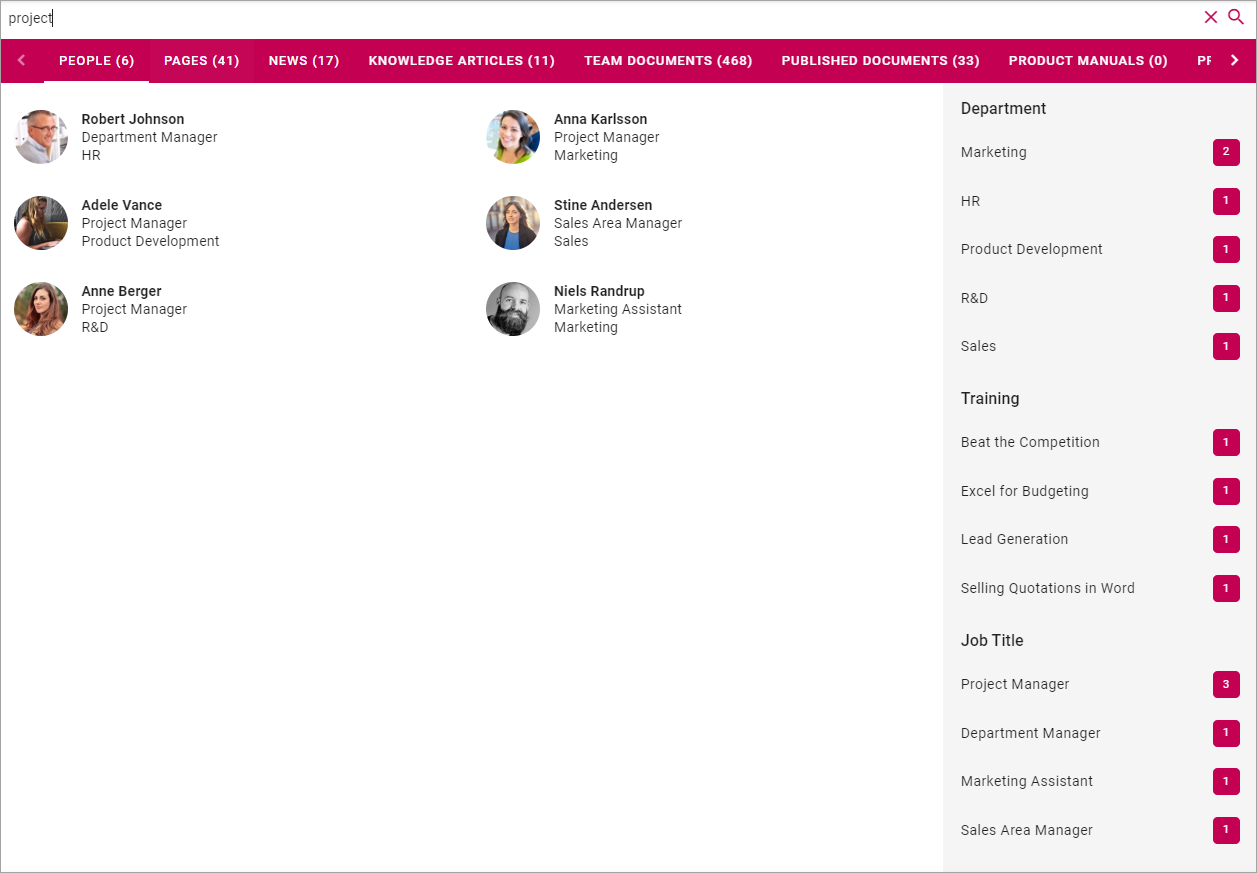 project
PEOPLE (6) PAGES (41) NEWS (17) KNOWLEDGE ARTICLES (11) TEAM DOCUMENTS (468) PUBLISHED DOCUMENTS (33) PRODUCT MANUALS (0)
Robert Johnson
Department Manager
HR
Anna Karlsson
Project Manager
Marketing
Adele Vance
Project Manager
Product Development
Stine Andersen
Sales Area Manager
Sales
Anne Berger
Project Manager
R&D
Niels Randrup
Marketing Assistant
Marketing
Department
Marketing 2
HR 1
Product Development 1
R&D 1
Sales 1
Training
Beat the Competition 1
Excel for Budgeting 1
Lead Generation 1
Selling Quotations in Word 1
Job Title
Project Manager 3
Department Manager 1
Marketing Assistant 1
Sales Area Manager 1